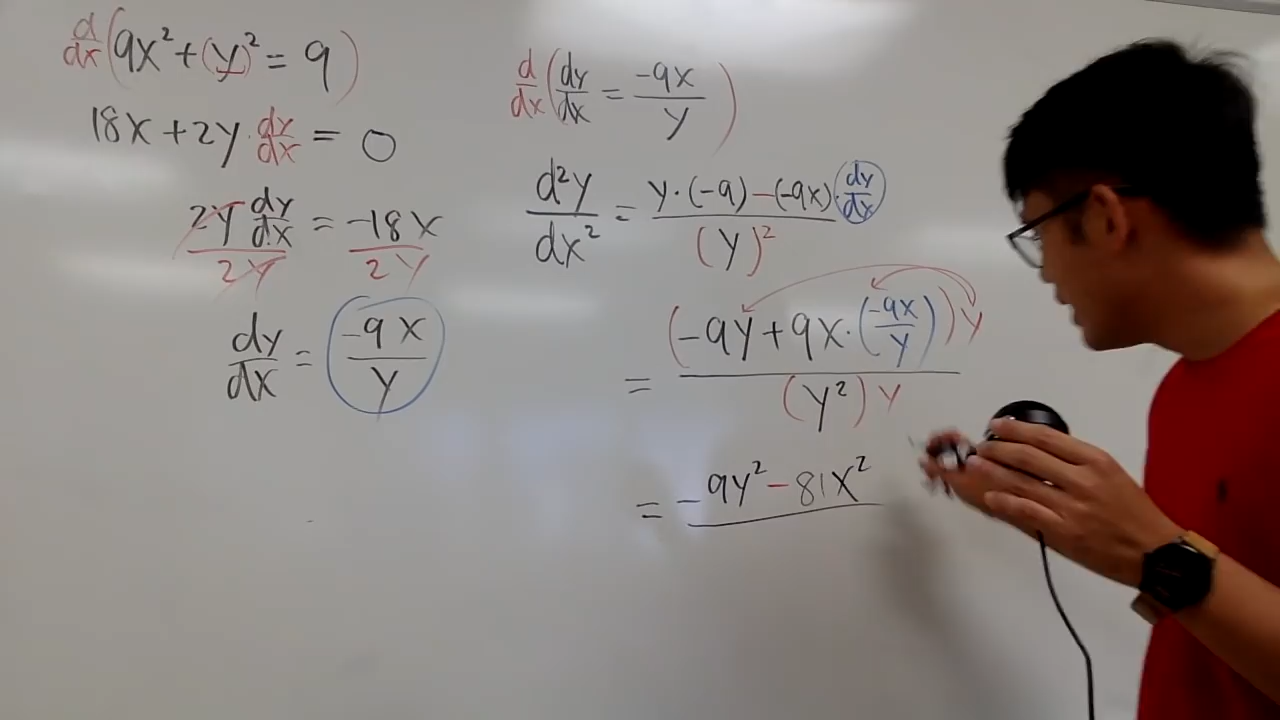 d/dx (9x² + (y)² = 9)
18x + 2y · dy/dx = 0
2y dy/dx / 2y = -18x / 2y
dy/dx = -9x / y
d/dx (dy/dx = -9x / y)
d²y/dx² = y·(-9) - (-9x) · dy/dx / (y)²
= (-9y + 9x · (-9x / y)) y / (y²) y
= -9y² - 81x²